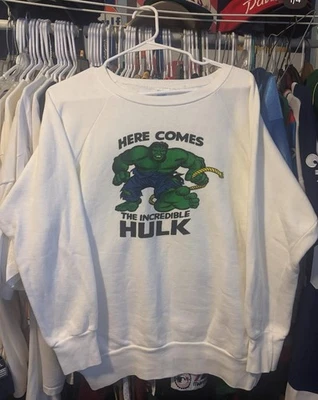 HERE COMES
THE INCREDIBLE
HULK